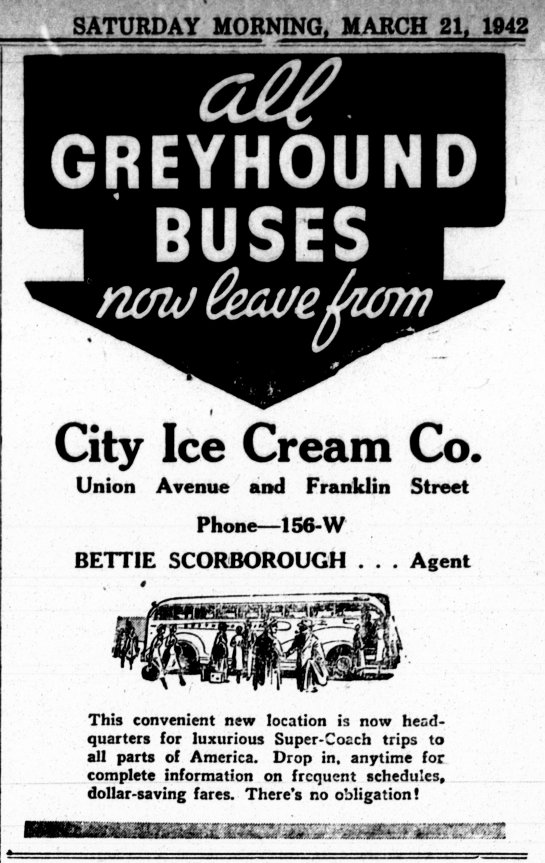 SATURDAY MORNING, MARCH 21, 1942
all
GREYHOUND
BUSES
now leave from
City Ice Cream Co.
Union Avenue and Franklin Street
Phone—156-W
BETTIE SCORBOROUGH . . . Agent
This convenient new location is now head-
quarters for luxurious Super-Coach trips to
all parts of America. Drop in, anytime for
complete information on frequent schedules,
dollar-saving fares. There's no obligation!